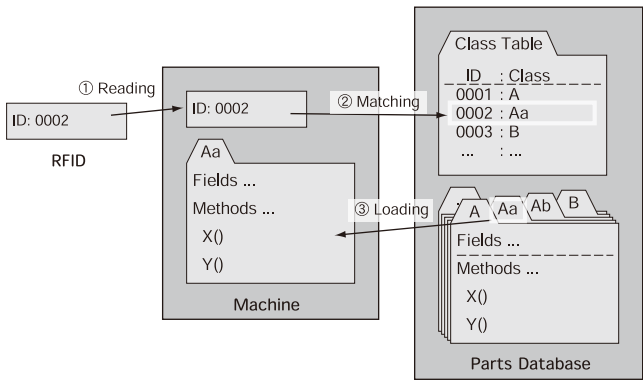 ① Reading
ID: 0002
RFID
ID: 0002
Aa
Fields ...
Methods ...
X()
Y()
Machine
② Matching
③ Loading
Class Table
ID : Class
0001 : A
0002 : Aa
0003 : B
... : ...
A Aa Ab B
Fields ...
Methods ...
X()
Y()
Parts Database